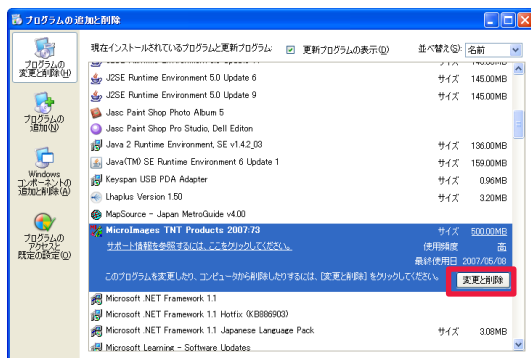 プログラムの追加と削除
プログラムの
変更と削除(H)
プログラムの
追加(N)
Windows
コンポーネントの
追加と削除(A)
プログラムの
アクセスと
既定の設定(O)
現在インストールされているプログラムと更新プログラム:
更新プログラムの表示(D)
並べ替え(S): 名前
J2SE Runtime Environment 5.0 Update 6 サイズ 145.00MB
J2SE Runtime Environment 5.0 Update 9 サイズ 145.00MB
Jasc Paint Shop Photo Album 5
Jasc Paint Shop Pro Studio, Dell Editon
Java 2 Runtime Environment, SE v1.4.2_03 サイズ 136.00MB
Java(TM) SE Runtime Environment 6 Update 1 サイズ 159.00MB
Keyspan USB PDA Adapter サイズ 0.96MB
Lhaplus Version 1.50 サイズ 3.20MB
MapSource - Japan MetroGuide v4.00
MicroImages TNT Products 2007:73 サイズ 500.00MB
サポート情報を参照するには、ここをクリックしてください。 使用頻度 高
最終使用日 2007/05/08
このプログラムを変更したり、コンピュータから削除したりするには、[変更と削除] をクリックしてください。 変更と削除
Microsoft .NET Framework 1.1
Microsoft .NET Framework 1.1 Hotfix (KB886903)
Microsoft .NET Framework 1.1 Japanese Language Pack サイズ 3.08MB
Microsoft Learning - Software Updates